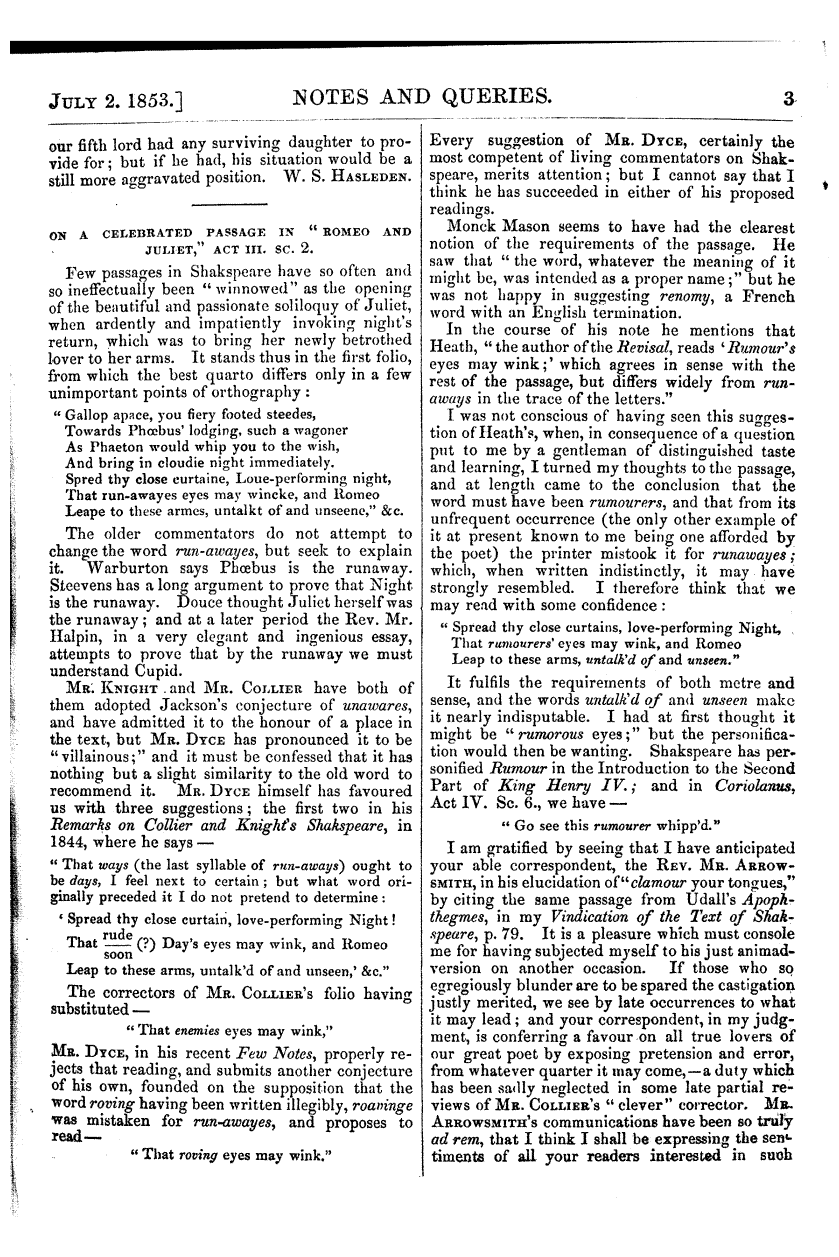 JULY 2. 1853.]
NOTES AND QUERIES.
3
our fifth lord had any surviving daughter to pro-
vide for; but if he had, his situation would be a
still more aggravated position. W. S. HASLEDEN.
ON A CELEBRATED PASSAGE IN "ROMEO AND
JULIET," ACT III. SC. 2.
Few passages in Shakspeare have so often and
so ineffectually been "winnowed" as the opening
of the beautiful and passionate soliloquy of Juliet,
when ardently and impatiently invoking night's
return, which was to bring her newly betrothed
lover to her arms. It stands thus in the first folio,
from which the best quarto differs only in a few
unimportant points of orthography:
"Gallop apace, you fiery footed steedes,
Towards Phœbus' lodging, such a wagoner
As Phaeton would whip you to the wish,
And bring in cloudie night immediately.
Spred thy close curtaine, Loue-performing night,
That run-awayes eyes may wincke, and Romeo
Leape to these armes, untalkt of and unseene," &c.
The older commentators do not attempt to
change the word run-awayes, but seek to explain
it. Warburton says Phœbus is the runaway.
Steevens has a long argument to prove that Night
is the runaway. Douce thought Juliet herself was
the runaway; and at a later period the Rev. Mr.
Halpin, in a very elegant and ingenious essay,
attempts to prove that by the runaway we must
understand Cupid.
MR. KNIGHT and MR. COLLIER have both of
them adopted Jackson's conjecture of unawares,
and have admitted it to the honour of a place in
the text, but MR. DYCE has pronounced it to be
"villainous;" and it must be confessed that it has
nothing but a slight similarity to the old word to
recommend it. MR. DYCE himself has favoured
us with three suggestions; the first two in his
Remarks on Collier and Knight's Shakspeare, in
1844, where he says —
"That ways (the last syllable of run-aways) ought to
be days, I feel next to certain; but what word ori-
ginally preceded it I do not pretend to determine:
'Spread thy close curtain, love-performing Night!
That rude/soon (?) Day's eyes may wink, and Romeo
Leap to these arms, untalk'd of and unseen,' &c."
The correctors of MR. COLLIER's folio having
substituted —
"That enemies eyes may wink,"
MR. DYCE, in his recent Few Notes, properly re-
jects that reading, and submits another conjecture
of his own, founded on the supposition that the
word roving having been written illegibly, roavinge
was mistaken for run-awayes, and proposes to
read —
"That roving eyes may wink."
Every suggestion of MR. DYCE, certainly the
most competent of living commentators on Shak-
speare, merits attention; but I cannot say that I
think he has succeeded in either of his proposed
readings.
Monck Mason seems to have had the clearest
notion of the requirements of the passage. He
saw that "the word, whatever the meaning of it
might be, was intended as a proper name;" but he
was not happy in suggesting renomy, a French
word with an English termination.
In the course of his note he mentions that
Heath, "the author of the Revisal, reads 'Rumour's
eyes may wink;' which agrees in sense with the
rest of the passage, but differs widely from run-
aways in the trace of the letters."
I was not conscious of having seen this sugges-
tion of Heath's, when, in consequence of a question
put to me by a gentleman of distinguished taste
and learning, I turned my thoughts to the passage,
and at length came to the conclusion that the
word must have been rumourers, and that from its
unfrequent occurrence (the only other example of
it at present known to me being one afforded by
the poet) the printer mistook it for runawayes;
which, when written indistinctly, it may have
strongly resembled. I therefore think that we
may read with some confidence:
"Spread thy close curtains, love-performing Night,
That rumourers' eyes may wink, and Romeo
Leap to these arms, untalk'd of and unseen."
It fulfils the requirements of both metre and
sense, and the words untalk'd of and unseen make
it nearly indisputable. I had at first thought it
might be "rumorous eyes;" but the personifica-
tion would then be wanting. Shakspeare has per-
sonified Rumour in the Introduction to the Second
Part of King Henry IV.; and in Coriolanus,
Act IV. Sc. 6., we have —
"Go see this rumourer whipp'd."
I am gratified by seeing that I have anticipated
your able correspondent, the REV. MR. ARROW-
SMITH, in his elucidation of "clamour your tongues,"
by citing the same passage from Udall's Apoph-
thegmes, in my Vindication of the Text of Shak-
speare, p. 79. It is a pleasure which must console
me for having subjected myself to his just animad-
version on another occasion. If those who so
egregiously blunder are to be spared the castigation
justly merited, we see by late occurrences to what
it may lead; and your correspondent, in my judg-
ment, is conferring a favour on all true lovers of
our great poet by exposing pretension and error,
from whatever quarter it may come,—a duty which
has been sadly neglected in some late partial re-
views of MR. COLLIER's "clever" corrector. MR.
ARROWSMITH's communications have been so truly
ad rem, that I think I shall be expressing the sen-
timents of all your readers interested in such